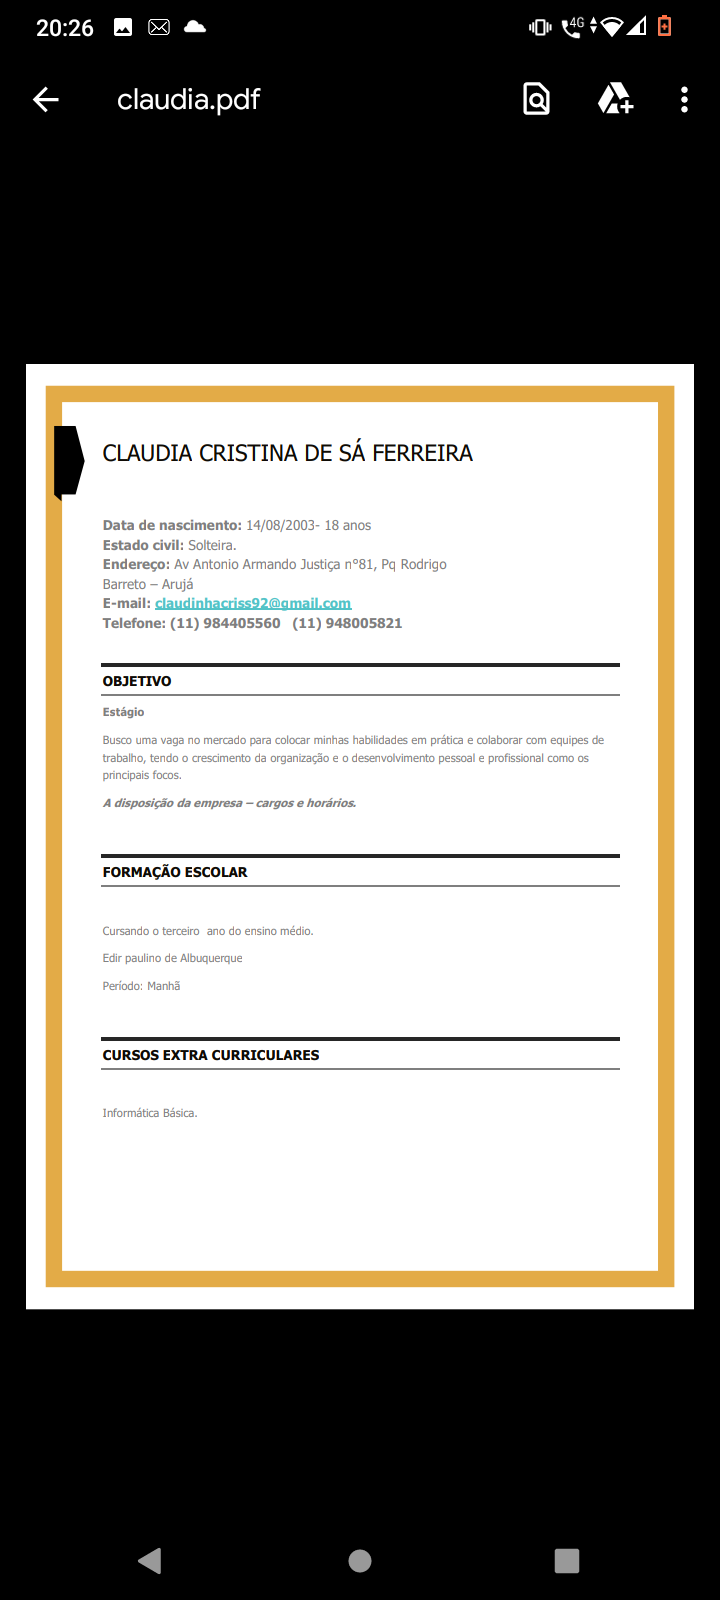 20:26
4G
claudia.pdf
CLAUDIA CRISTINA DE SÁ FERREIRA
Data de nascimento: 14/08/2003- 18 anos
Estado civil: Solteira.
Endereço: Av Antonio Armando Justiça n°81, Pq Rodrigo
Barreto – Arujá
E-mail: claudinhacriss92@gmail.com
Telefone: (11) 984405560   (11) 948005821
OBJETIVO
Estágio
Busco uma vaga no mercado para colocar minhas habilidades em prática e colaborar com equipes de
trabalho, tendo o crescimento da organização e o desenvolvimento pessoal e profissional como os
principais focos.
A disposição da empresa – cargos e horários.
FORMAÇÃO ESCOLAR
Cursando o terceiro  ano do ensino médio.
Edir paulino de Albuquerque
Período: Manhã
CURSOS EXTRA CURRICULARES
Informática Básica.